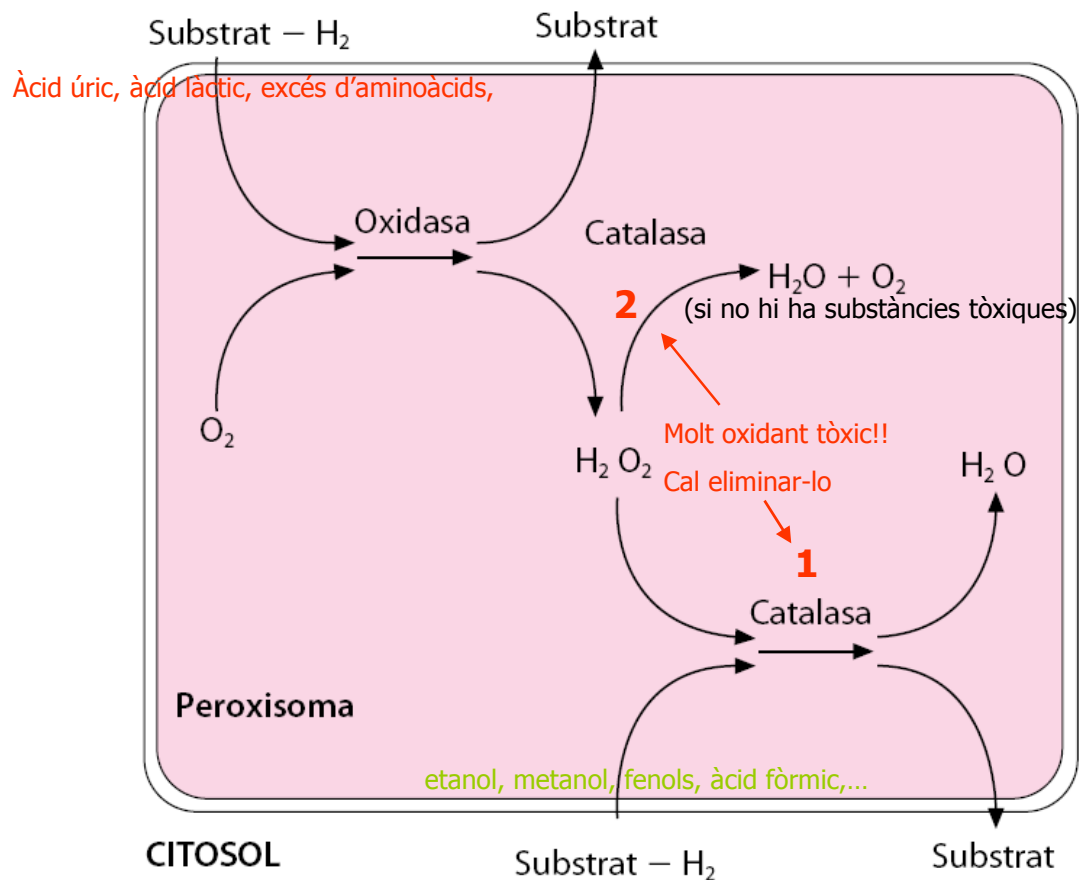 Substrat – H₂
Substrat
Àcid úric, àcid làctic, excés d'aminoàcids,
Oxidasa
Catalasa
H₂O + O₂
2
(si no hi ha substàncies tòxiques)
O₂
Molt oxidant tòxic!!
H₂ O₂
Cal eliminar-lo
H₂ O
1
Catalasa
Peroxisoma
etanol, metanol, fenols, àcid fòrmic,...
CITOSOL
Substrat – H₂
Substrat